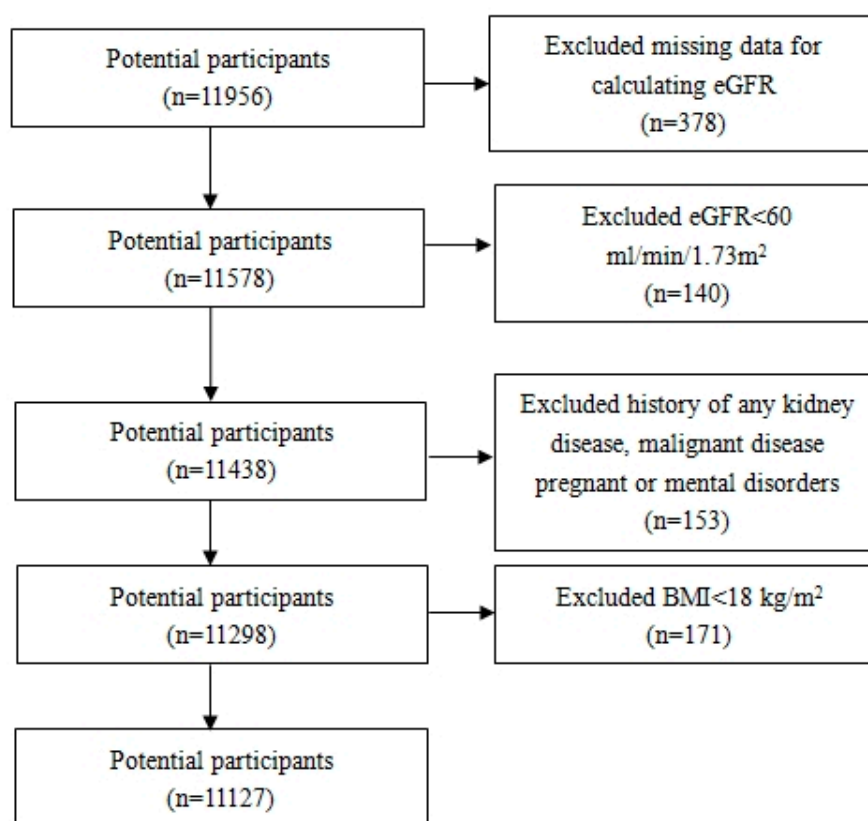 Potential participants
(n=11956)
Excluded missing data for
calculating eGFR
(n=378)
Potential participants
(n=11578)
Excluded eGFR<60
ml/min/1.73m²
(n=140)
Potential participants
(n=11438)
Excluded history of any kidney
disease, malignant disease
pregnant or mental disorders
(n=153)
Potential participants
(n=11298)
Excluded BMI<18 kg/m²
(n=171)
Potential participants
(n=11127)